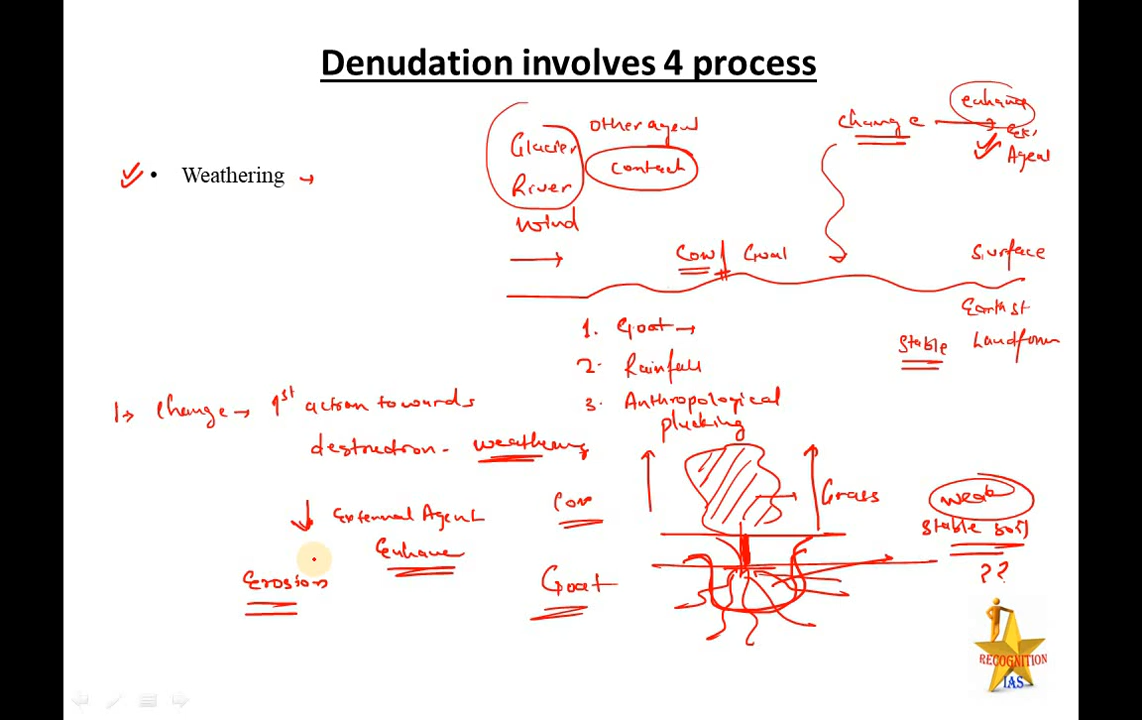 Denudation involves 4 process
• Weathering →
Glacier
River
Wind
other agent
contact
change →
enhance
Agent
Cow / Goat
Surface
Earth st
Landform
Stable
1. Goat →
2. Rainfall
3. Anthropological
plucking
1→ change → 1st action towards
destruction - weathering
↓ External Agent
Enhance
Erosion
Cow
Goat
Grass
weak
stable soil
??
RECOGNITION
IAS